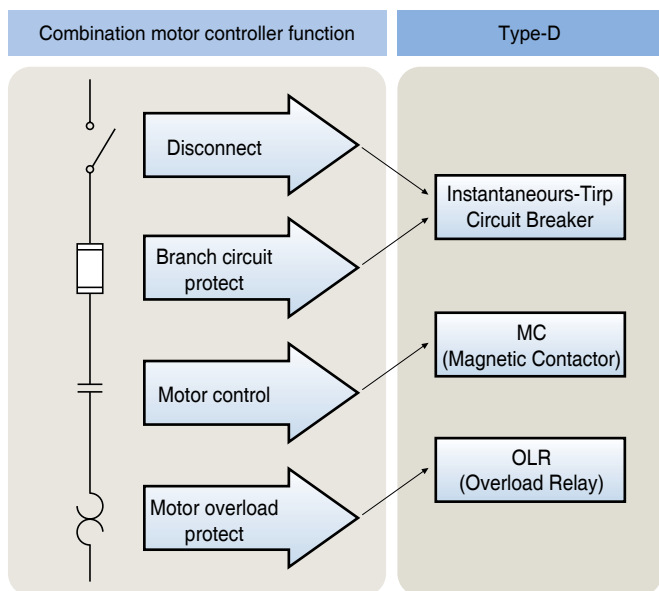 Combination motor controller function
Type-D
Disconnect
Instantaneours-Tirp
Circuit Breaker
Branch circuit
protect
MC
(Magnetic Contactor)
Motor control
OLR
(Overload Relay)
Motor overload
protect